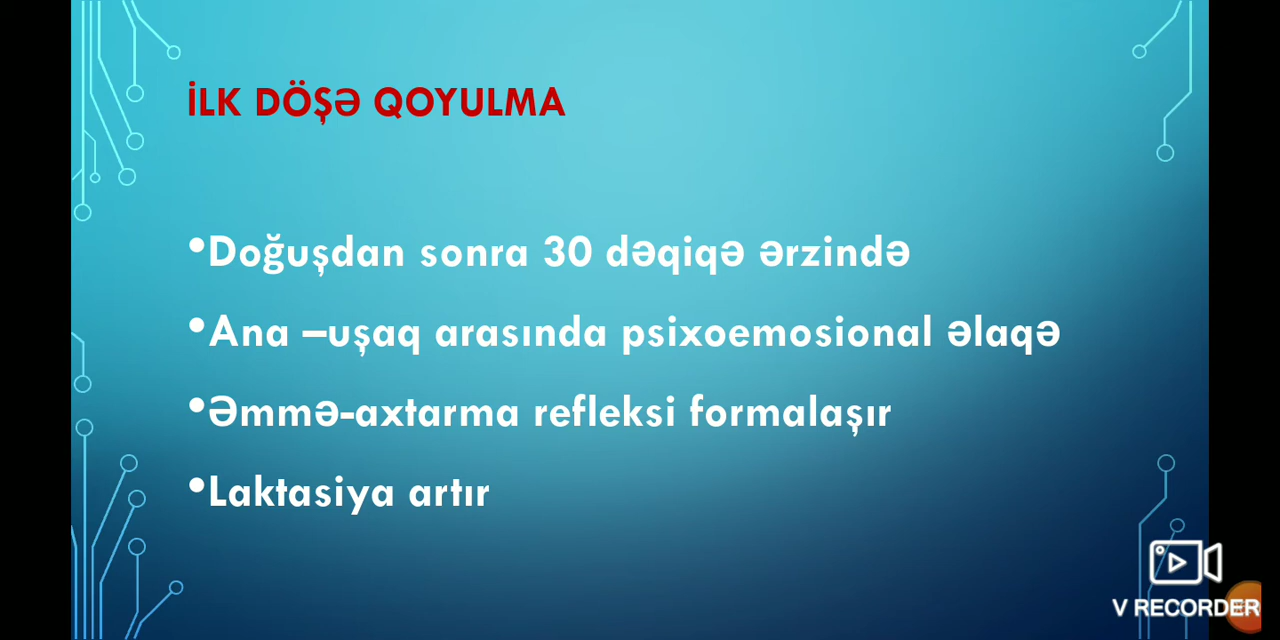 İLK DÖŞƏ QOYULMA
•Doğuşdan sonra 30 dəqiqə ərzində
•Ana –uşaq arasında psixoemosional əlaqə
•Əmmə-axtarma refleksi formalaşır
•Laktasiya artır
V RECORDER